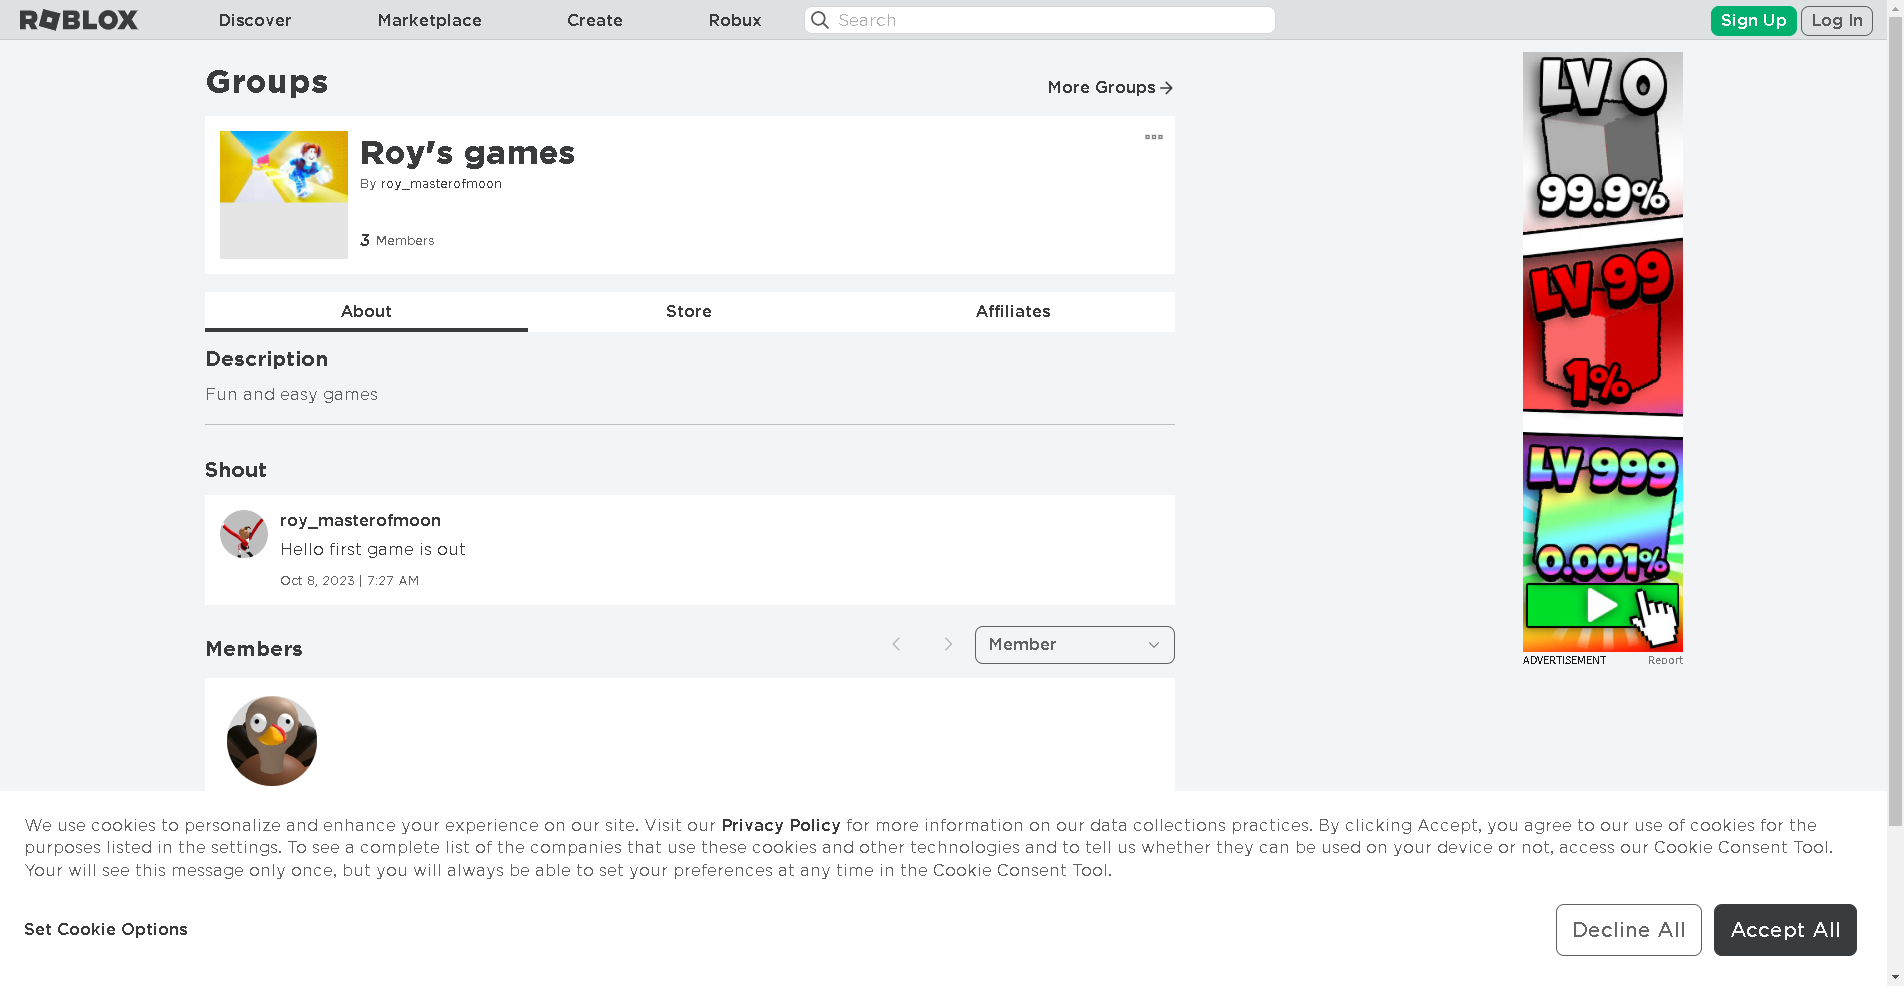 ROBLOX
Discover
Marketplace
Create
Robux
Search
Sign Up
Log In
Groups
More Groups
Roy's games
By roy_masterofmoon
3 Members
About
Store
Affiliates
Description
Fun and easy games
Shout
roy_masterofmoon
Hello first game is out
Oct 8, 2023 | 7:27 AM
Members
Member
LV 0
99.9%
LV 99
1%
LV 999
0.001%
ADVERTISEMENT
Report
We use cookies to personalize and enhance your experience on our site. Visit our Privacy Policy for more information on our data collections practices. By clicking Accept, you agree to our use of cookies for the
purposes listed in the settings. To see a complete list of the companies that use these cookies and other technologies and to tell us whether they can be used on your device or not, access our Cookie Consent Tool.
Your will see this message only once, but you will always be able to set your preferences at any time in the Cookie Consent Tool.
Set Cookie Options
Decline All
Accept All